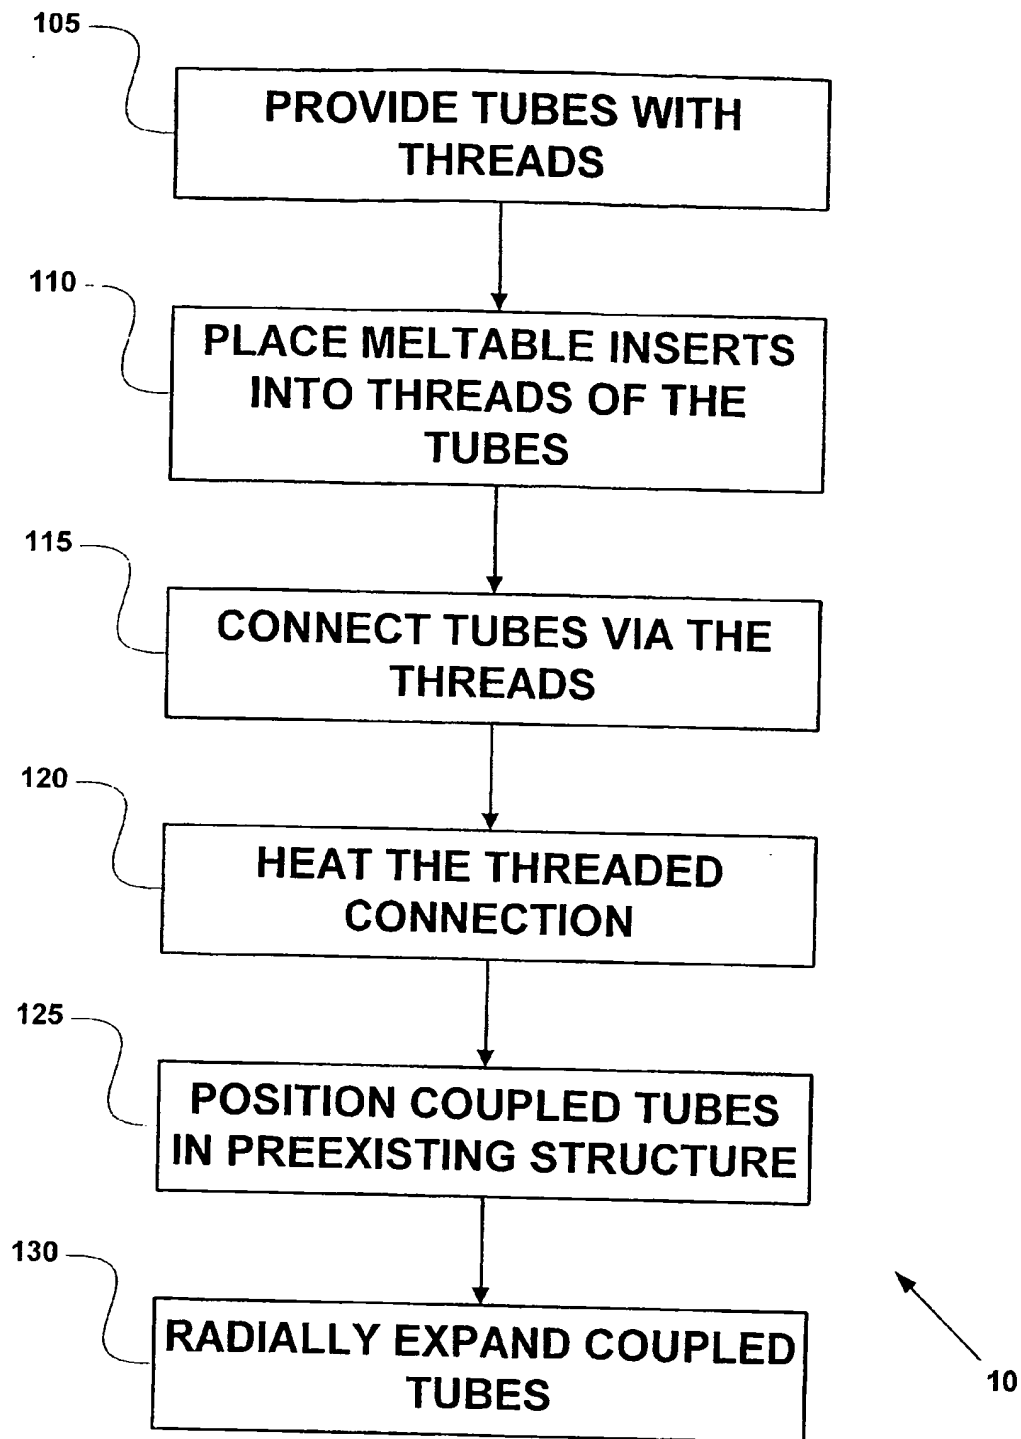 105
PROVIDE TUBES WITH
THREADS
110
PLACE MELTABLE INSERTS
INTO THREADS OF THE
TUBES
115
CONNECT TUBES VIA THE
THREADS
120
HEAT THE THREADED
CONNECTION
125
POSITION COUPLED TUBES
IN PREEXISTING STRUCTURE
130
RADIALLY EXPAND COUPLED
TUBES
10